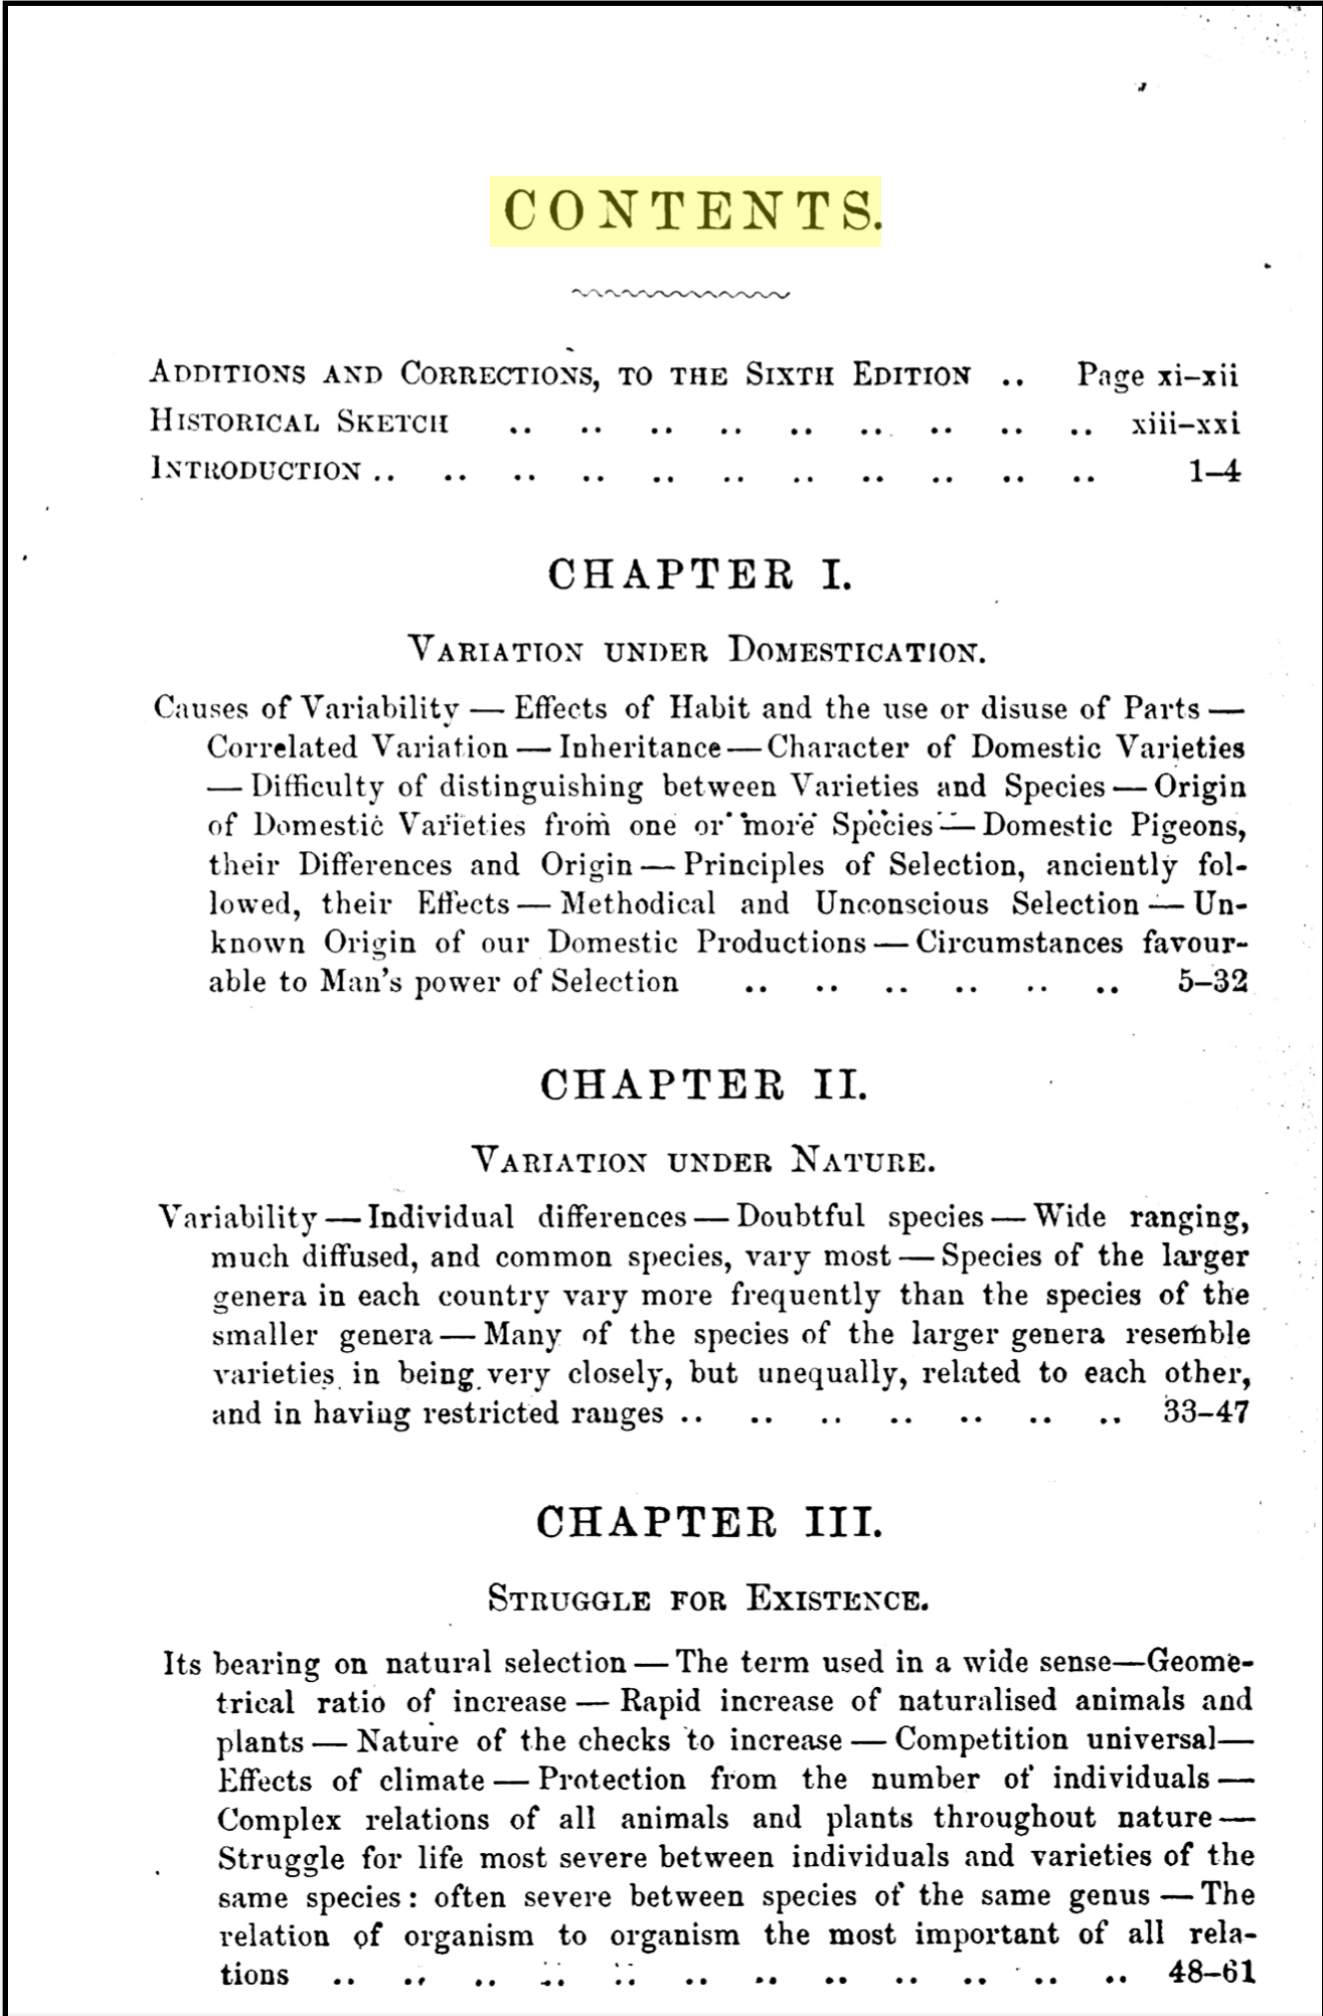 CONTENTS.
ADDITIONS AND CORRECTIONS, TO THE SIXTH EDITION .. Page xi–xii
HISTORICAL SKETCH .. .. .. .. .. .. .. .. .. xiii–xxi
INTRODUCTION .. .. .. .. .. .. .. .. .. .. .. 1–4
CHAPTER I.
VARIATION UNDER DOMESTICATION.
Causes of Variability — Effects of Habit and the use or disuse of Parts —
Correlated Variation — Inheritance — Character of Domestic Varieties
— Difficulty of distinguishing between Varieties and Species — Origin
of Domestic Varieties from one or more Species — Domestic Pigeons,
their Differences and Origin — Principles of Selection, anciently fol-
lowed, their Effects — Methodical and Unconscious Selection — Un-
known Origin of our Domestic Productions — Circumstances favour-
able to Man's power of Selection .. .. .. .. .. .. 5–32
CHAPTER II.
VARIATION UNDER NATURE.
Variability — Individual differences — Doubtful species — Wide ranging,
much diffused, and common species, vary most — Species of the larger
genera in each country vary more frequently than the species of the
smaller genera — Many of the species of the larger genera resemble
varieties in being very closely, but unequally, related to each other,
and in having restricted ranges .. .. .. .. .. .. .. 33–47
CHAPTER III.
STRUGGLE FOR EXISTENCE.
Its bearing on natural selection — The term used in a wide sense — Geome-
trical ratio of increase — Rapid increase of naturalised animals and
plants — Nature of the checks to increase — Competition universal —
Effects of climate — Protection from the number of individuals —
Complex relations of all animals and plants throughout nature —
Struggle for life most severe between individuals and varieties of the
same species: often severe between species of the same genus — The
relation of organism to organism the most important of all rela-
tions .. .. .. .. .. .. .. .. .. .. .. .. 48–61